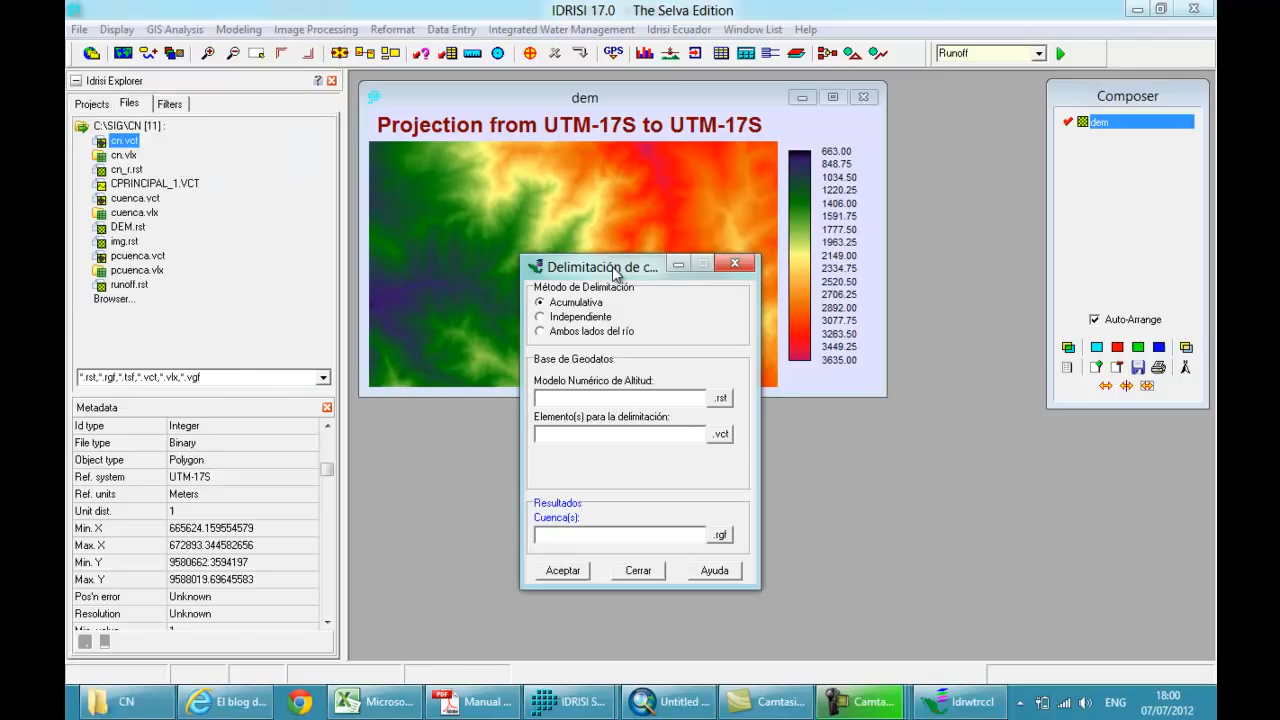 IDRISI 17.0 The Selva Edition
File Display GIS Analysis Modeling Image Processing Reformat Data Entry Integrated Water Management Idrisi Ecuador Window List Help
GPS Runoff
Idrisi Explorer
Projects Files Filters
C:\SIG\CN [11] :
cn.vct
cn.vlx
cn_r.rst
CPRINCIPAL_1.VCT
cuenca.vct
cuenca.vlx
DEM.rst
img.rst
pcuenca.vct
pcuenca.vlx
runoff.rst
Browser...
*.rst,*.rgf,*.tsf,*.vct,*.vlx,*.vgf
Metadata
Id type Integer
File type Binary
Object type Polygon
Ref. system UTM-17S
Ref. units Meters
Unit dist. 1
Min. X 665624.159554579
Max. X 672893.344582656
Min. Y 9580662.3594197
Max. Y 9588019.69645583
Pos'n error Unknown
Resolution Unknown
dem
Projection from UTM-17S to UTM-17S
663.00
848.75
1034.50
1220.25
1406.00
1591.75
1777.50
1963.25
2149.00
2334.75
2520.50
2706.25
2892.00
3077.75
3263.50
3449.25
3635.00
Delimitación de c...
Método de Delimitación
Acumulativa
Independiente
Ambos lados del río
Base de Geodatos
Modelo Numérico de Altitud:
.rst
Elemento(s) para la delimitación:
.vct
Resultados
Cuenca(s):
.rgf
Aceptar Cerrar Ayuda
Composer
dem
Auto-Arrange
CN El blog d... Microso... Manual ... IDRISI S... Untitled ... Camtasi... Camta... Idrwtrccl ENG
18:00
07/07/2012